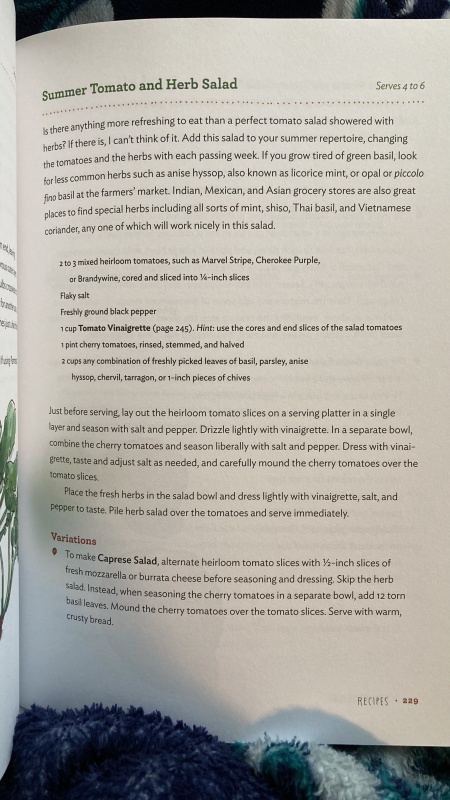 Summer Tomato and Herb Salad Serves 4 to 6
Is there anything more refreshing to eat than a perfect tomato salad showered with
herbs? If there is, I can't think of it. Add this salad to your summer repertoire, changing
the tomatoes and the herbs with each passing week. If you grow tired of green basil, look
for less common herbs such as anise hyssop, also known as licorice mint, or opal or piccolo
fino basil at the farmers' market. Indian, Mexican, and Asian grocery stores are also great
places to find special herbs including all sorts of mint, shiso, Thai basil, and Vietnamese
coriander, any one of which will work nicely in this salad.
2 to 3 mixed heirloom tomatoes, such as Marvel Stripe, Cherokee Purple,
or Brandywine, cored and sliced into ¼-inch slices
Flaky salt
Freshly ground black pepper
1 cup Tomato Vinaigrette (page 245). Hint: use the cores and end slices of the salad tomatoes
1 pint cherry tomatoes, rinsed, stemmed, and halved
2 cups any combination of freshly picked leaves of basil, parsley, anise
hyssop, chervil, tarragon, or 1-inch pieces of chives
Just before serving, lay out the heirloom tomato slices on a serving platter in a single
layer and season with salt and pepper. Drizzle lightly with vinaigrette. In a separate bowl,
combine the cherry tomatoes and season liberally with salt and pepper. Dress with vinai-
grette, taste and adjust salt as needed, and carefully mound the cherry tomatoes over the
tomato slices.
Place the fresh herbs in the salad bowl and dress lightly with vinaigrette, salt, and
pepper to taste. Pile herb salad over the tomatoes and serve immediately.
Variations
To make Caprese Salad, alternate heirloom tomato slices with ½-inch slices of
fresh mozzarella or burrata cheese before seasoning and dressing. Skip the herb
salad. Instead, when seasoning the cherry tomatoes in a separate bowl, add 12 torn
basil leaves. Mound the cherry tomatoes over the tomato slices. Serve with warm,
crusty bread.
RECIPES • 229